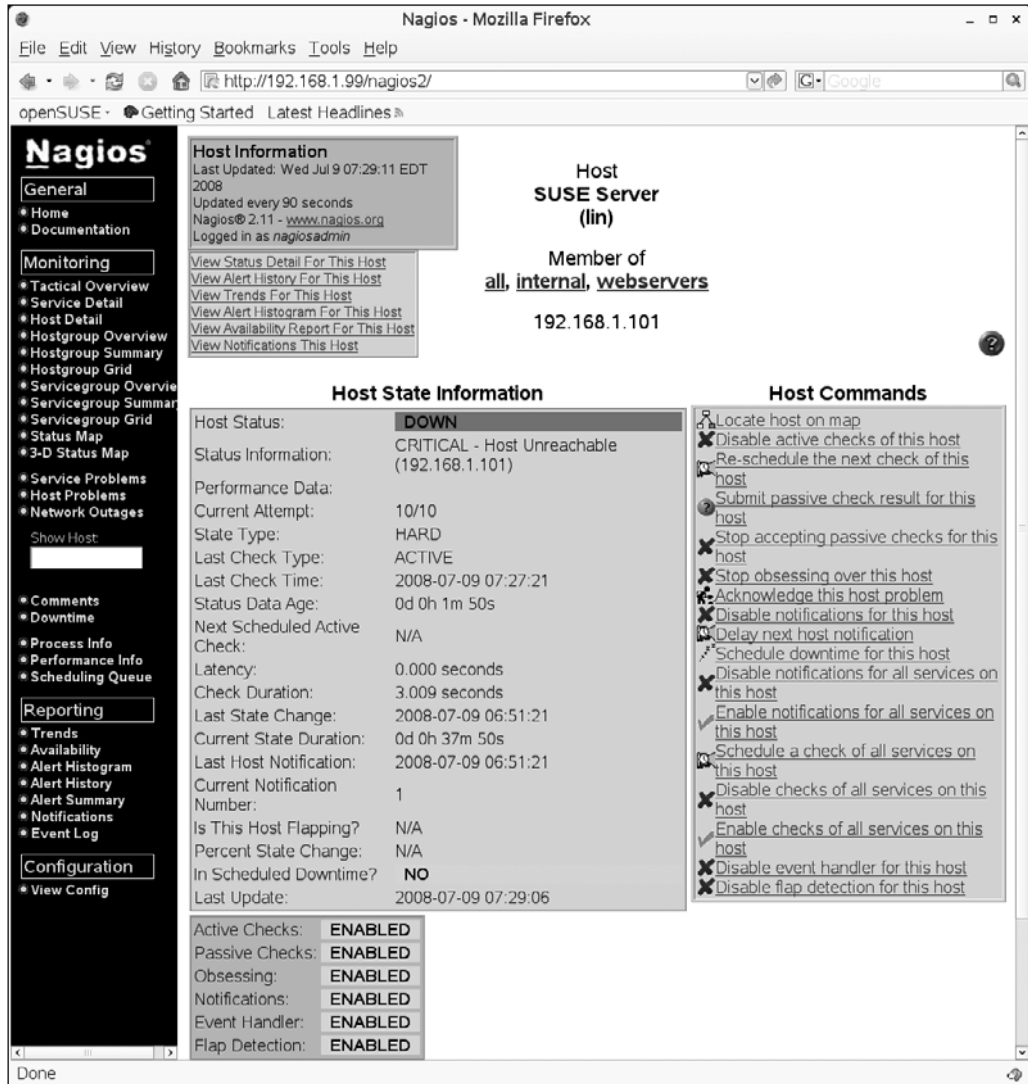 Nagios - Mozilla Firefox
File Edit View History Bookmarks Tools Help
http://192.168.1.99/nagios2/
G
Google
openSUSE
Getting Started
Latest Headlines
Nagios®
General
Home
Documentation
Monitoring
Tactical Overview
Service Detail
Host Detail
Hostgroup Overview
Hostgroup Summary
Hostgroup Grid
Servicegroup Overvie
Servicegroup Summar
Servicegroup Grid
Status Map
3-D Status Map
Service Problems
Host Problems
Network Outages
Show Host:
Comments
Downtime
Process Info
Performance Info
Scheduling Queue
Reporting
Trends
Availability
Alert Histogram
Alert History
Alert Summary
Notifications
Event Log
Configuration
View Config
Host Information
Last Updated: Wed Jul 9 07:29:11 EDT
2008
Updated every 90 seconds
Nagios® 2.11 - www.nagios.org
Logged in as nagiosadmin
View Status Detail For This Host
View Alert History For This Host
View Trends For This Host
View Alert Histogram For This Host
View Availability Report For This Host
View Notifications This Host
Host
SUSE Server
(lin)
Member of
all, internal, webservers
192.168.1.101
?
Host State Information
Host Status: DOWN
Status Information: CRITICAL - Host Unreachable
(192.168.1.101)
Performance Data:
Current Attempt: 10/10
State Type: HARD
Last Check Type: ACTIVE
Last Check Time: 2008-07-09 07:27:21
Status Data Age: 0d 0h 1m 50s
Next Scheduled Active
Check: N/A
Latency: 0.000 seconds
Check Duration: 3.009 seconds
Last State Change: 2008-07-09 06:51:21
Current State Duration: 0d 0h 37m 50s
Last Host Notification: 2008-07-09 06:51:21
Current Notification
Number: 1
Is This Host Flapping? N/A
Percent State Change: N/A
In Scheduled Downtime? NO
Last Update: 2008-07-09 07:29:06
Active Checks: ENABLED
Passive Checks: ENABLED
Obsessing: ENABLED
Notifications: ENABLED
Event Handler: ENABLED
Flap Detection: ENABLED
Host Commands
Locate host on map
Disable active checks of this host
Re-schedule the next check of this
host
Submit passive check result for this
host
Stop accepting passive checks for this
host
Stop obsessing over this host
Acknowledge this host problem
Disable notifications for this host
Delay next host notification
Schedule downtime for this host
Disable notifications for all services on
this host
Enable notifications for all services on
this host
Schedule a check of all services on
this host
Disable checks of all services on this
host
Enable checks of all services on this
host
Disable event handler for this host
Disable flap detection for this host
Done